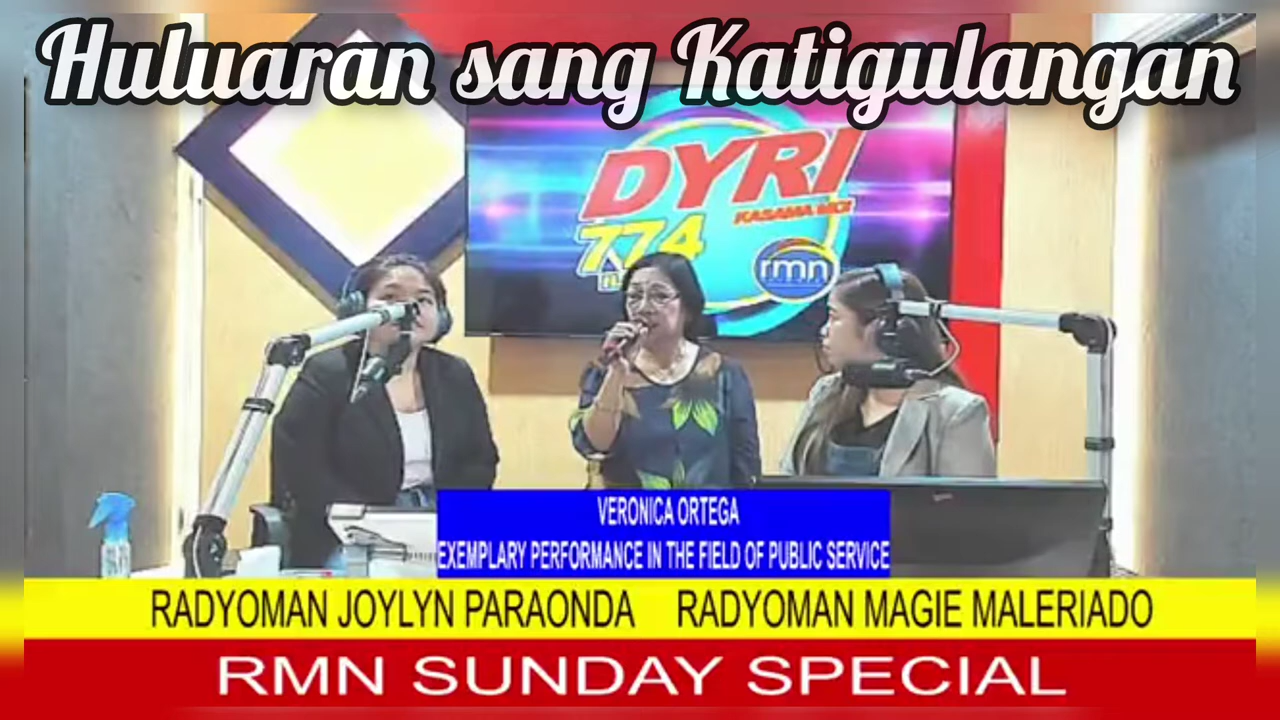 Huluaran sang Katigulangan
DYRI
KASAMA MO!
774
rmn
VERONICA ORTEGA
EXEMPLARY PERFORMANCE IN THE FIELD OF PUBLIC SERVICE
RADYOMAN JOYLYN PARAONDA RADYOMAN MAGIE MALERIADO
RMN SUNDAY SPECIAL